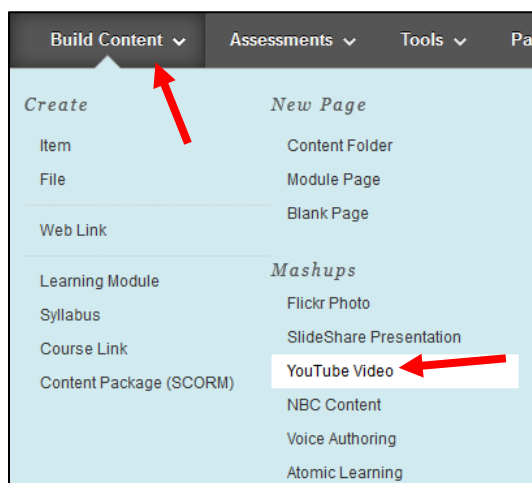 Build Content Assessments Tools Pa
Create
Item
File
Web Link
Learning Module
Syllabus
Course Link
Content Package (SCORM)
New Page
Content Folder
Module Page
Blank Page
Mashups
Flickr Photo
SlideShare Presentation
YouTube Video
NBC Content
Voice Authoring
Atomic Learning